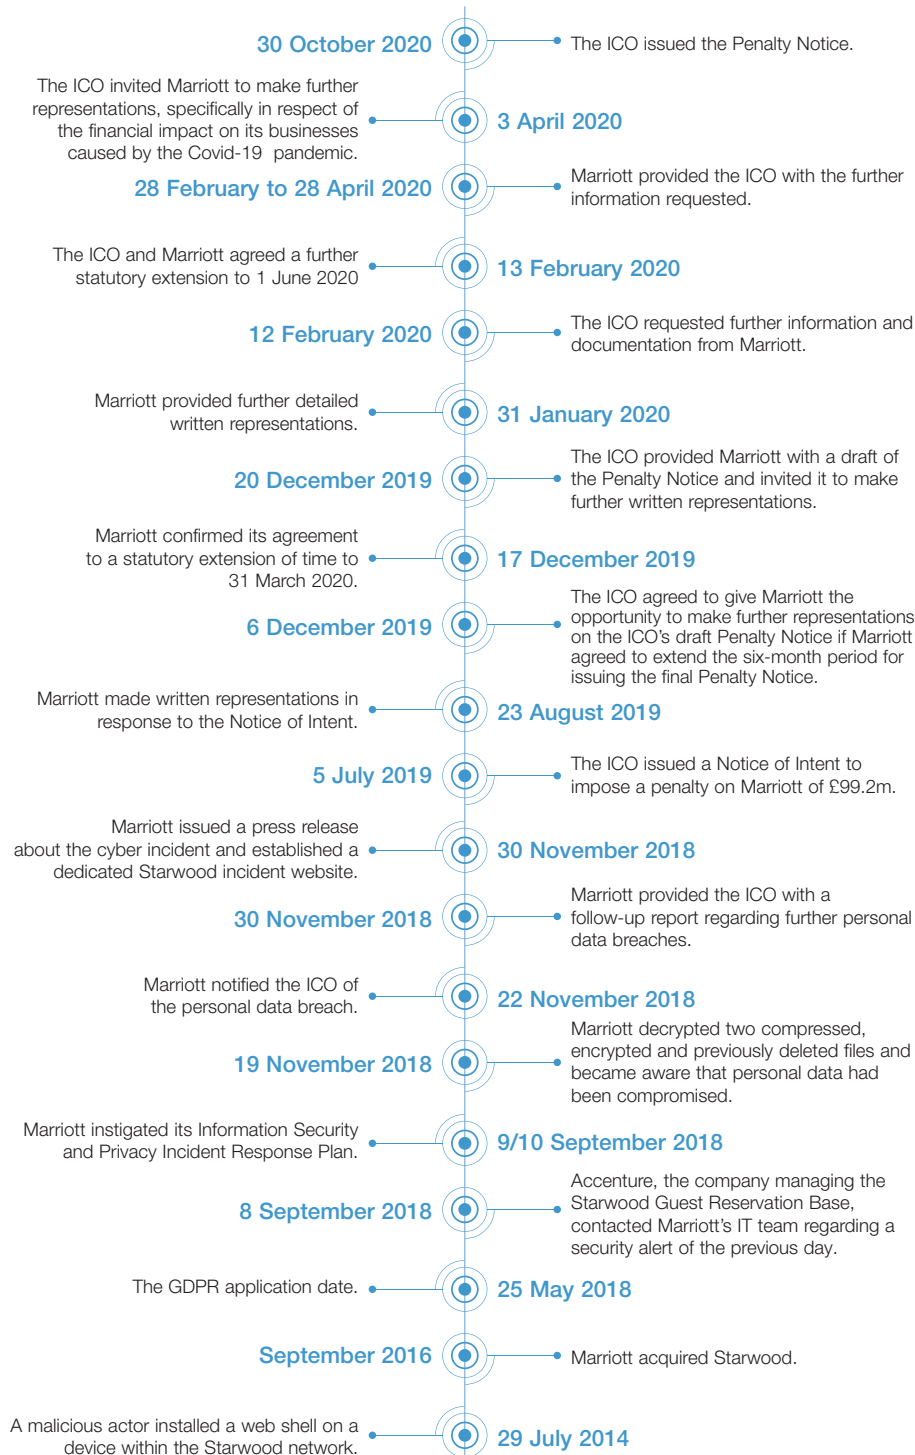 30 October 2020
The ICO issued the Penalty Notice.
The ICO invited Marriott to make further
representations, specifically in respect of
the financial impact on its businesses
caused by the Covid-19 pandemic.
3 April 2020
28 February to 28 April 2020
Marriott provided the ICO with the further
information requested.
The ICO and Marriott agreed a further
statutory extension to 1 June 2020
13 February 2020
12 February 2020
The ICO requested further information and
documentation from Marriott.
Marriott provided further detailed
written representations.
31 January 2020
20 December 2019
The ICO provided Marriott with a draft of
the Penalty Notice and invited it to make
further written representations.
Marriott confirmed its agreement
to a statutory extension of time to
31 March 2020.
17 December 2019
6 December 2019
The ICO agreed to give Marriott the
opportunity to make further representations
on the ICO’s draft Penalty Notice if Marriott
agreed to extend the six-month period for
issuing the final Penalty Notice.
Marriott made written representations in
response to the Notice of Intent.
23 August 2019
5 July 2019
The ICO issued a Notice of Intent to
impose a penalty on Marriott of £99.2m.
Marriott issued a press release
about the cyber incident and established a
dedicated Starwood incident website.
30 November 2018
30 November 2018
Marriott provided the ICO with a
follow-up report regarding further personal
data breaches.
Marriott notified the ICO of
the personal data breach.
22 November 2018
19 November 2018
Marriott decrypted two compressed,
encrypted and previously deleted files and
became aware that personal data had
been compromised.
Marriott instigated its Information Security
and Privacy Incident Response Plan.
9/10 September 2018
8 September 2018
Accenture, the company managing the
Starwood Guest Reservation Base,
contacted Marriott’s IT team regarding a
security alert of the previous day.
The GDPR application date.
25 May 2018
September 2016
Marriott acquired Starwood.
A malicious actor installed a web shell on a
device within the Starwood network.
29 July 2014